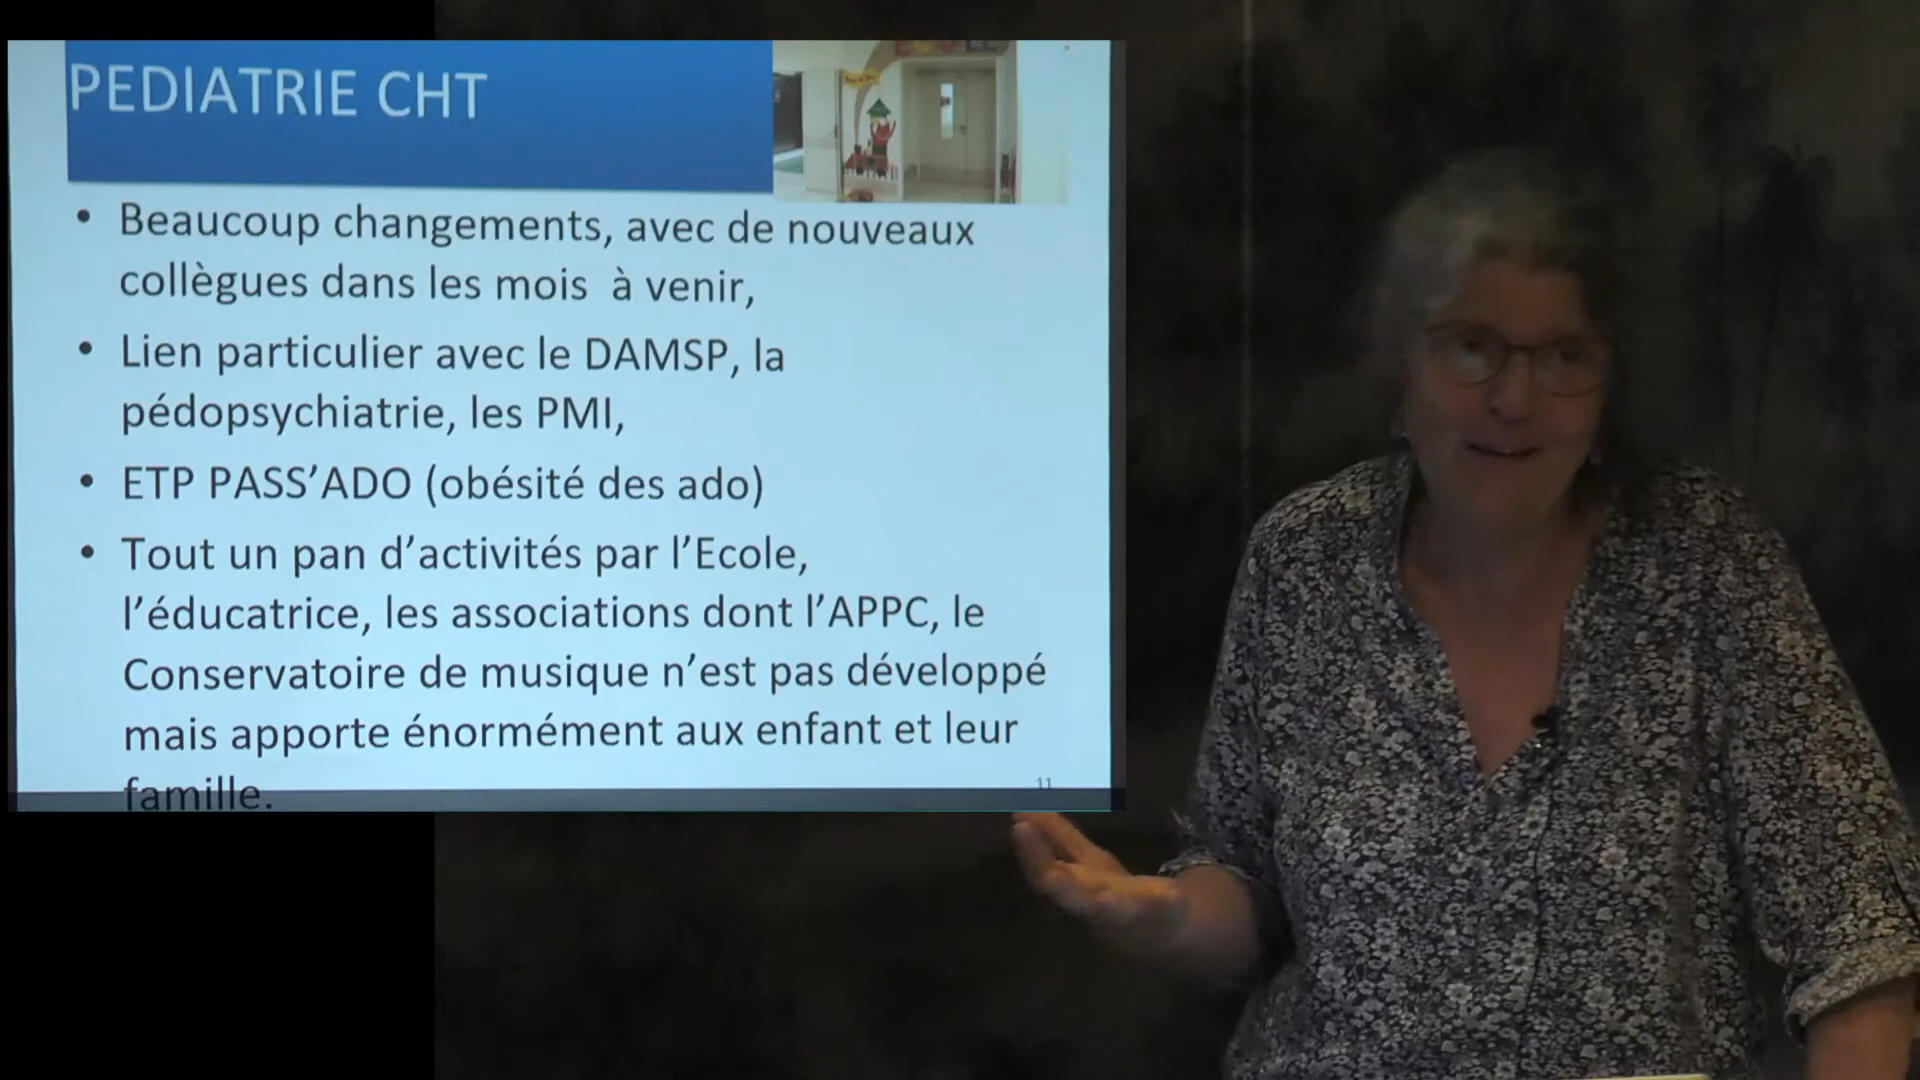 PEDIATRIE CHT
• Beaucoup changements, avec de nouveaux
collègues dans les mois à venir,
• Lien particulier avec le DAMSP, la
pédopsychiatrie, les PMI,
• ETP PASS’ADO (obésité des ado)
• Tout un pan d’activités par l’Ecole,
l’éducatrice, les associations dont l’APPC, le
Conservatoire de musique n’est pas développé
mais apporte énormément aux enfant et leur
famille.
11